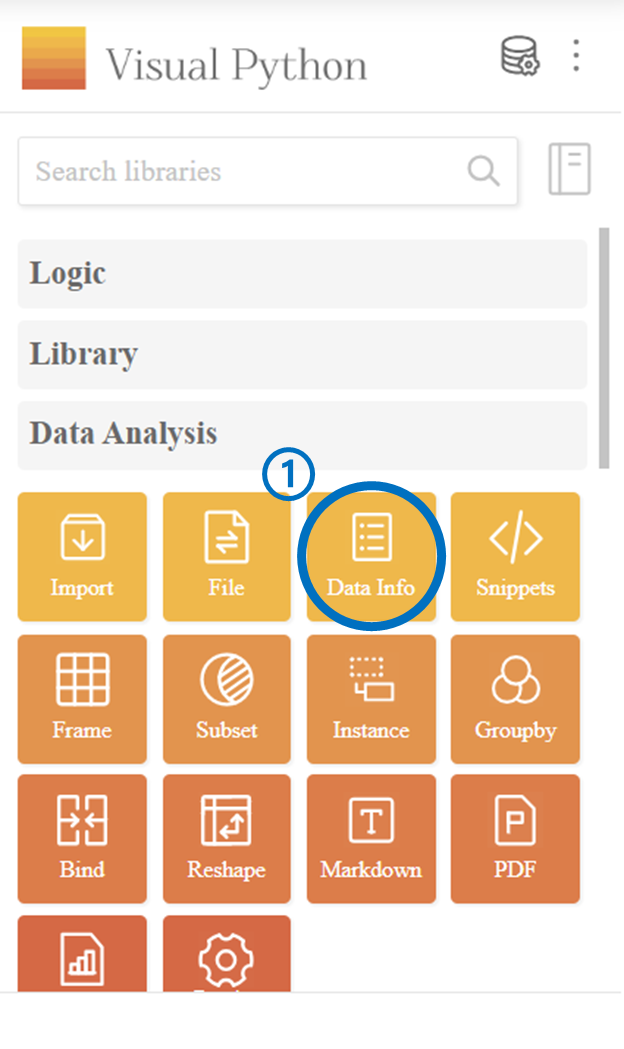 Visual Python
Search libraries
Logic
Library
Data Analysis
1
Import File Data Info Snippets
Frame Subset Instance Groupby
Bind Reshape Markdown PDF